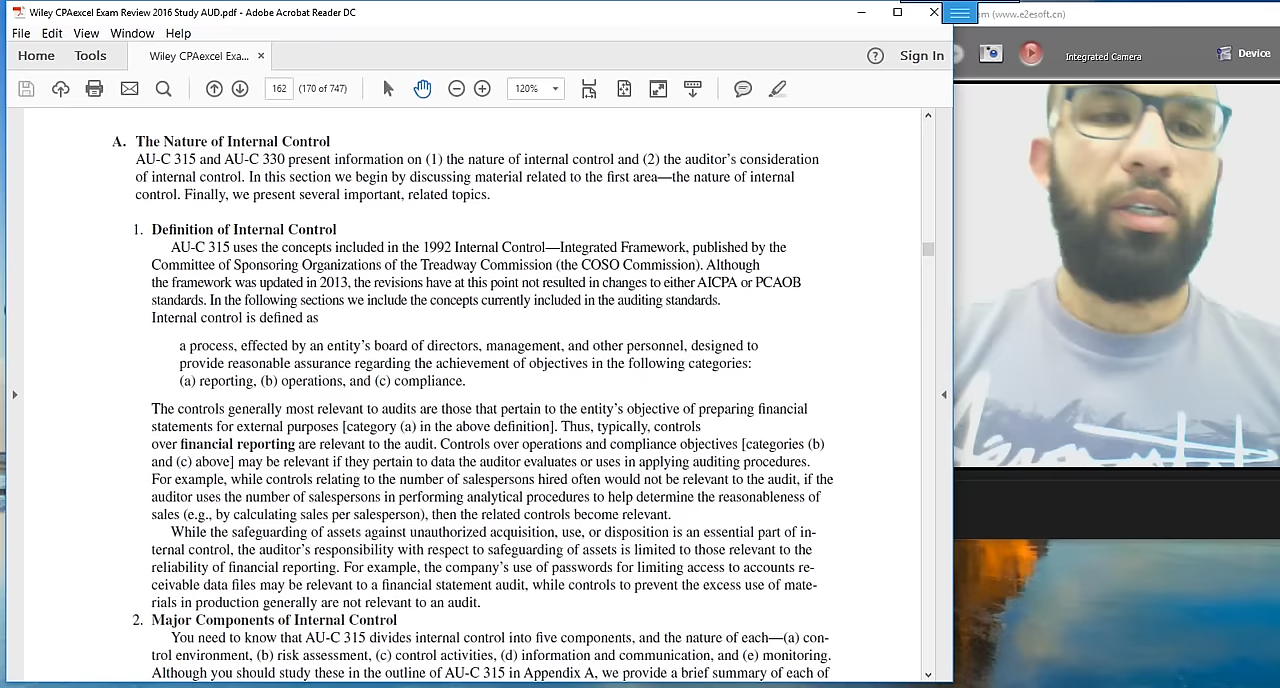 Wiley CPAexcel Exam Review 2016 Study AUD.pdf - Adobe Acrobat Reader DC
(www.e2esoft.cn)
File Edit View Window Help
Home Tools Wiley CPAexcel Exa... × Sign In
Integrated Camera Device
162 (170 of 747) 120%
A. The Nature of Internal Control
AU-C 315 and AU-C 330 present information on (1) the nature of internal control and (2) the auditor’s consideration
of internal control. In this section we begin by discussing material related to the first area—the nature of internal
control. Finally, we present several important, related topics.
1. Definition of Internal Control
AU-C 315 uses the concepts included in the 1992 Internal Control—Integrated Framework, published by the
Committee of Sponsoring Organizations of the Treadway Commission (the COSO Commission). Although
the framework was updated in 2013, the revisions have at this point not resulted in changes to either AICPA or PCAOB
standards. In the following sections we include the concepts currently included in the auditing standards.
Internal control is defined as
a process, effected by an entity’s board of directors, management, and other personnel, designed to
provide reasonable assurance regarding the achievement of objectives in the following categories:
(a) reporting, (b) operations, and (c) compliance.
The controls generally most relevant to audits are those that pertain to the entity’s objective of preparing financial
statements for external purposes [category (a) in the above definition]. Thus, typically, controls
over financial reporting are relevant to the audit. Controls over operations and compliance objectives [categories (b)
and (c) above] may be relevant if they pertain to data the auditor evaluates or uses in applying auditing procedures.
For example, while controls relating to the number of salespersons hired often would not be relevant to the audit, if the
auditor uses the number of salespersons in performing analytical procedures to help determine the reasonableness of
sales (e.g., by calculating sales per salesperson), then the related controls become relevant.
While the safeguarding of assets against unauthorized acquisition, use, or disposition is an essential part of in-
ternal control, the auditor’s responsibility with respect to safeguarding of assets is limited to those relevant to the
reliability of financial reporting. For example, the company’s use of passwords for limiting access to accounts re-
ceivable data files may be relevant to a financial statement audit, while controls to prevent the excess use of mate-
rials in production generally are not relevant to an audit.
2. Major Components of Internal Control
You need to know that AU-C 315 divides internal control into five components, and the nature of each—(a) con-
trol environment, (b) risk assessment, (c) control activities, (d) information and communication, and (e) monitoring.
Although you should study these in the outline of AU-C 315 in Appendix A, we provide a brief summary of each of